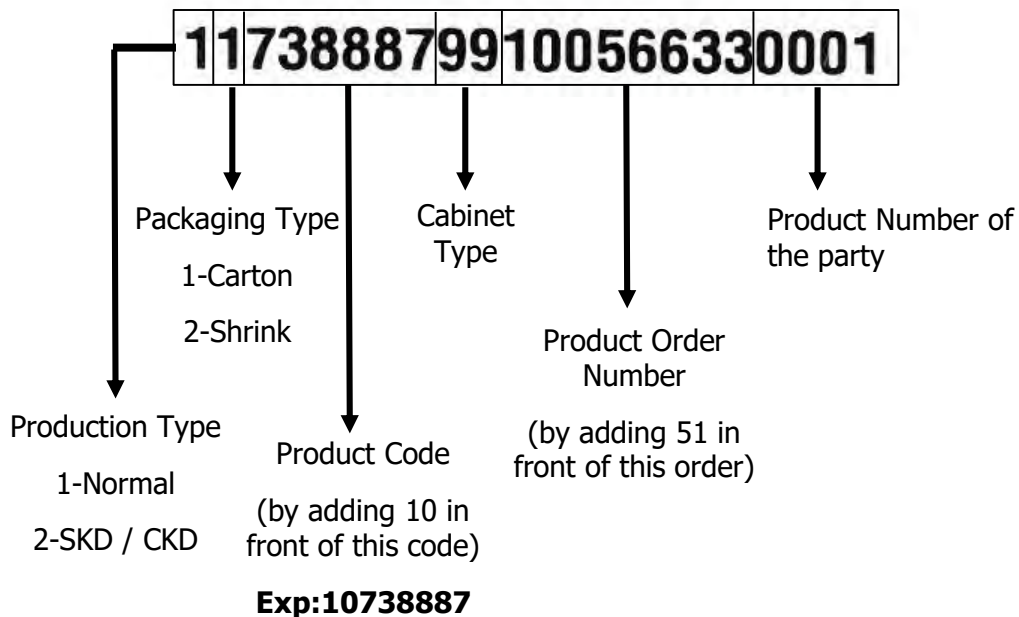 1173888799100566330001
Packaging Type
1-Carton
2-Shrink
Cabinet
Type
Product Number of
the party
Product Order
Number
(by adding 51 in
front of this order)
Production Type
1-Normal
2-SKD / CKD
Product Code
(by adding 10 in
front of this code)
Exp:10738887